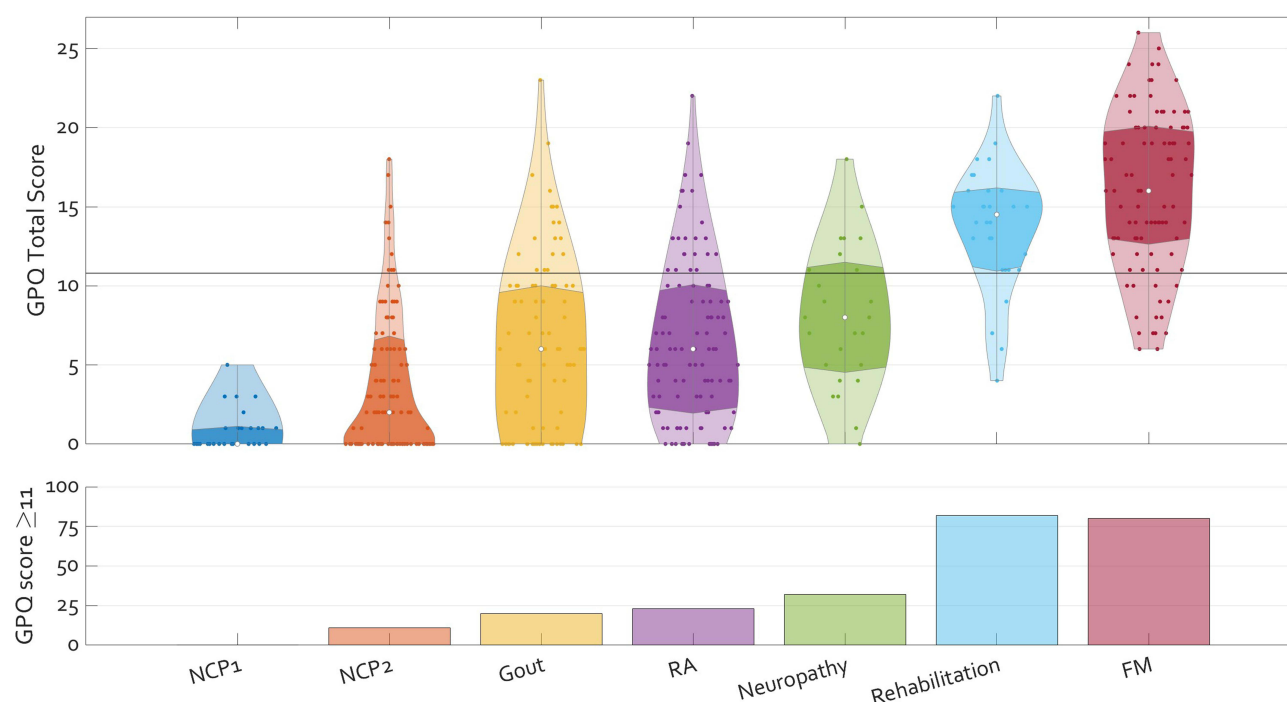 GPQ Total Score
25
20
15
10
5
0
GPQ score ≥11
100
75
50
25
0
NCP1
NCP2
Gout
RA
Neuropathy
Rehabilitation
FM